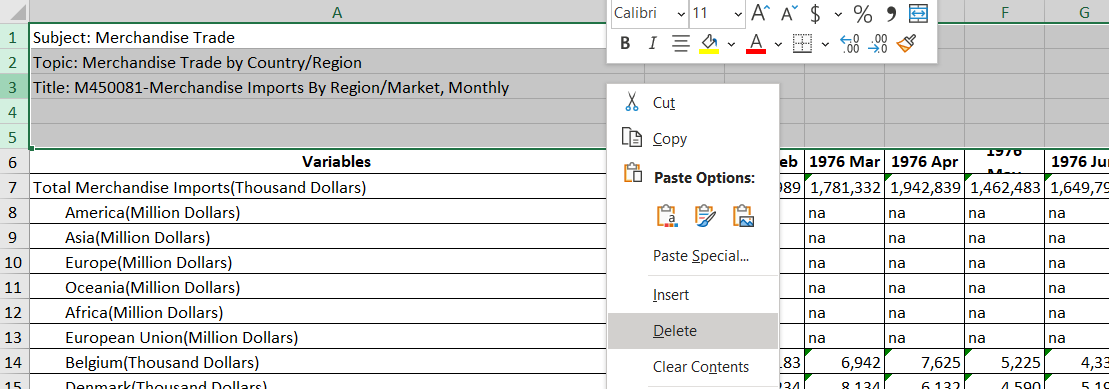 Calibri 11 $ %
B I A
A F G
1 Subject: Merchandise Trade
2 Topic: Merchandise Trade by Country/Region
3 Title: M450081-Merchandise Imports By Region/Market, Monthly
4
5
6 Variables eb 1976 Mar 1976 Apr 1976 1976 Ju
7 Total Merchandise Imports(Thousand Dollars) 989 1,781,332 1,942,839 1,462,483 1,649,79
8 America(Million Dollars) na na na na
9 Asia(Million Dollars) na na na na
10 Europe(Million Dollars) na na na na
11 Oceania(Million Dollars) na na na na
12 Africa(Million Dollars) na na na na
13 European Union(Million Dollars) na na na na
14 Belgium(Thousand Dollars) 183 6,942 7,625 5,225 4,33
15 Denmark(Thousand Dollars) 234 8,134 6,132 4,590 5,19
Cut
Copy
Paste Options:
Paste Special...
Insert
Delete
Clear Contents